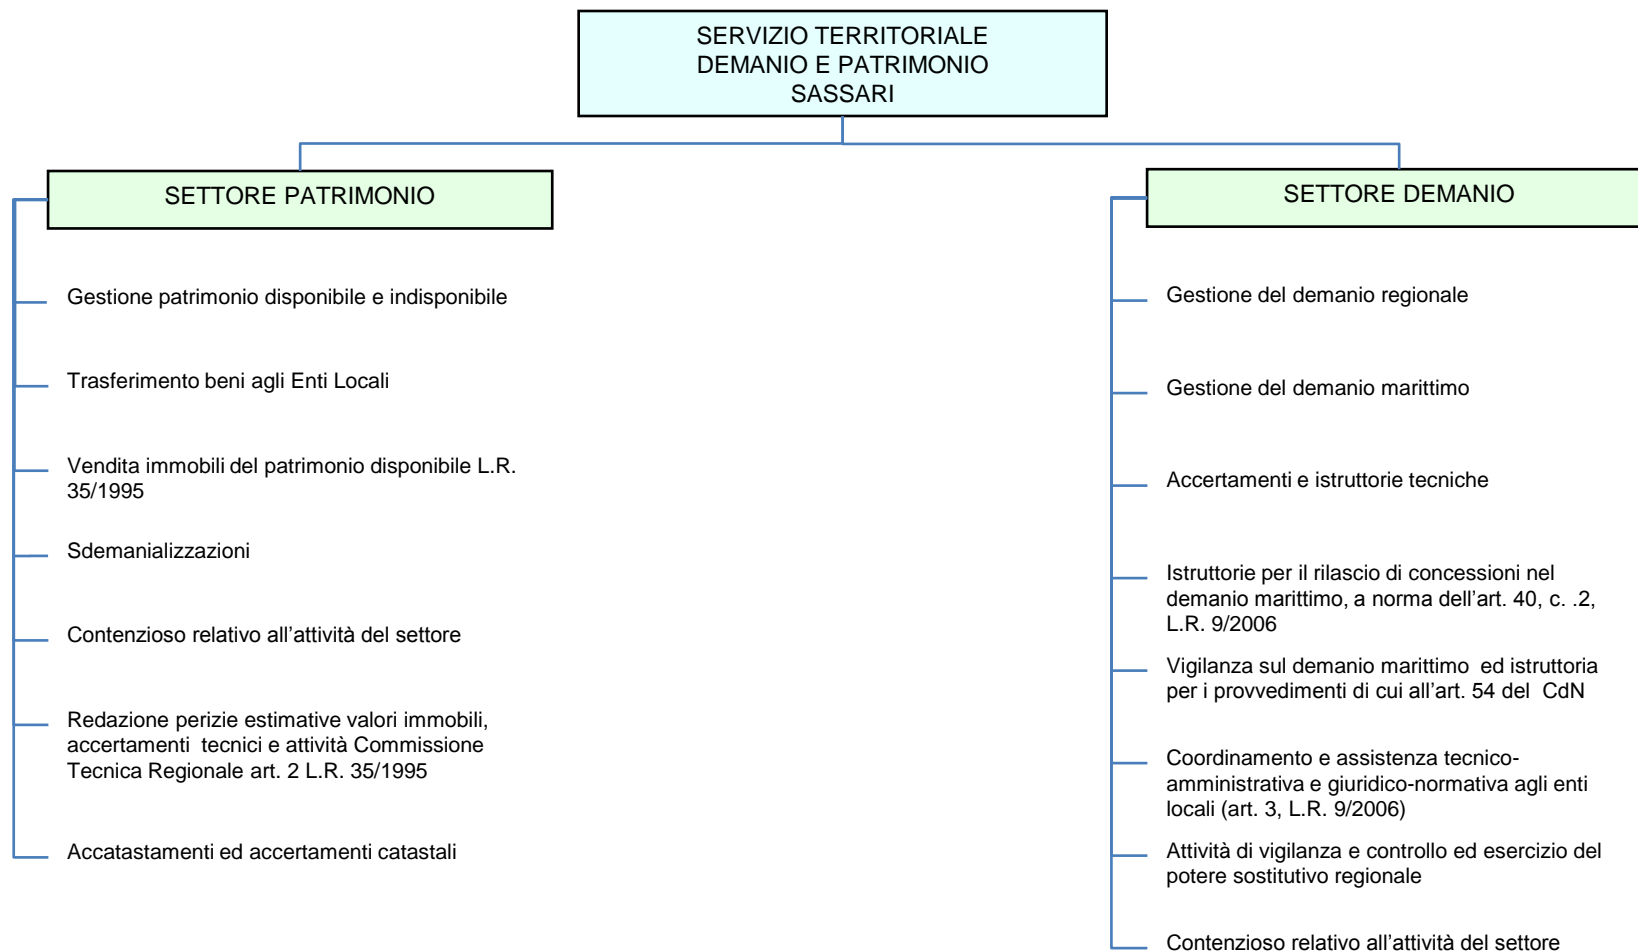 SERVIZIO TERRITORIALE
DEMANIO E PATRIMONIO
SASSARI
SETTORE PATRIMONIO
Gestione patrimonio disponibile e indisponibile
Trasferimento beni agli Enti Locali
Vendita immobili del patrimonio disponibile L.R.
35/1995
Sdemanializzazioni
Contenzioso relativo all’attività del settore
Redazione perizie estimative valori immobili,
accertamenti tecnici e attività Commissione
Tecnica Regionale art. 2 L.R. 35/1995
Accatastamenti ed accertamenti catastali
SETTORE DEMANIO
Gestione del demanio regionale
Gestione del demanio marittimo
Accertamenti e istruttorie tecniche
Istruttorie per il rilascio di concessioni nel
demanio marittimo, a norma dell’art. 40, c. .2,
L.R. 9/2006
Vigilanza sul demanio marittimo ed istruttoria
per i provvedimenti di cui all’art. 54 del CdN
Coordinamento e assistenza tecnico-
amministrativa e giuridico-normativa agli enti
locali (art. 3, L.R. 9/2006)
Attività di vigilanza e controllo ed esercizio del
potere sostitutivo regionale
Contenzioso relativo all’attività del settore